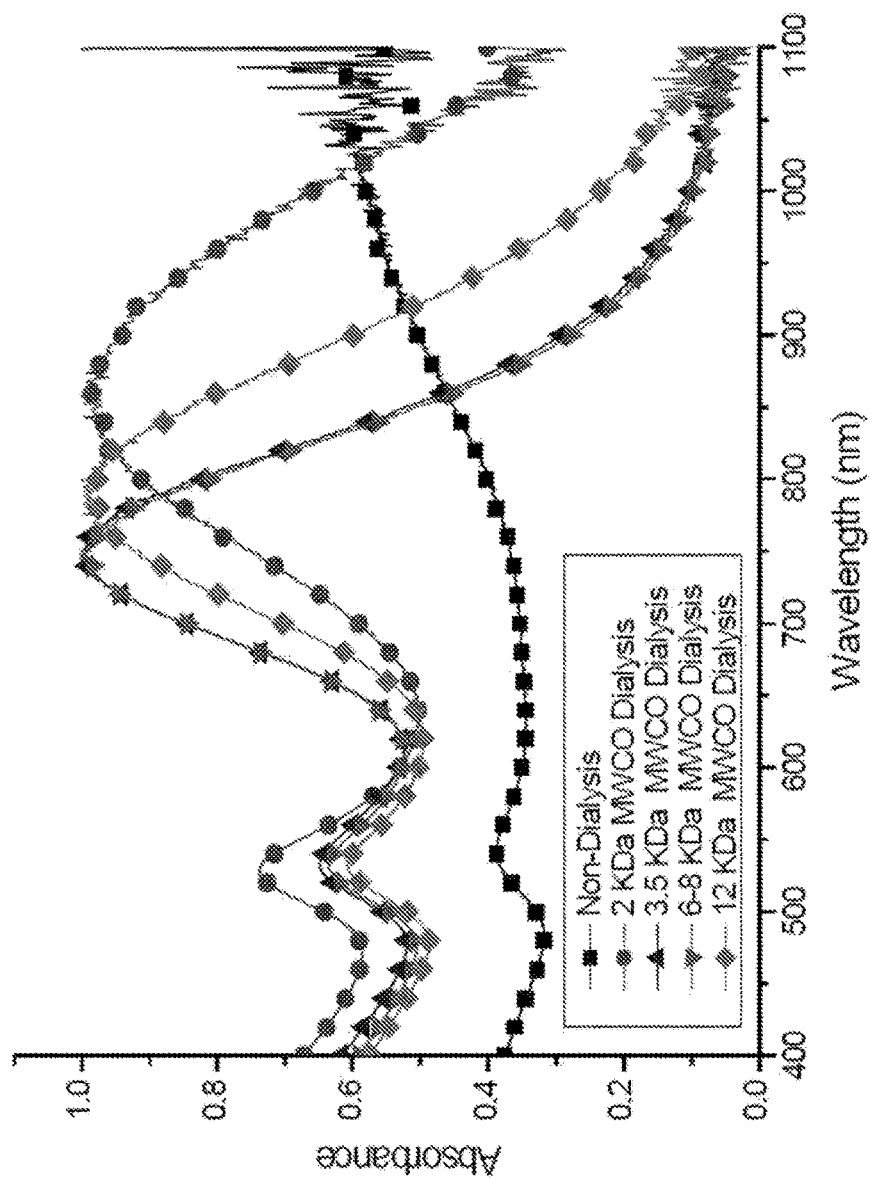 Absorbance
1.0
0.8
0.6
0.4
0.2
0.0
Non-Dialysis
2 KDa MWCO Dialysis
3.5 KDa MWCO Dialysis
6-8 KDa MWCO Dialysis
12 KDa MWCO Dialysis
400
500
600
700
800
900
1000
1100
Wavelength (nm)